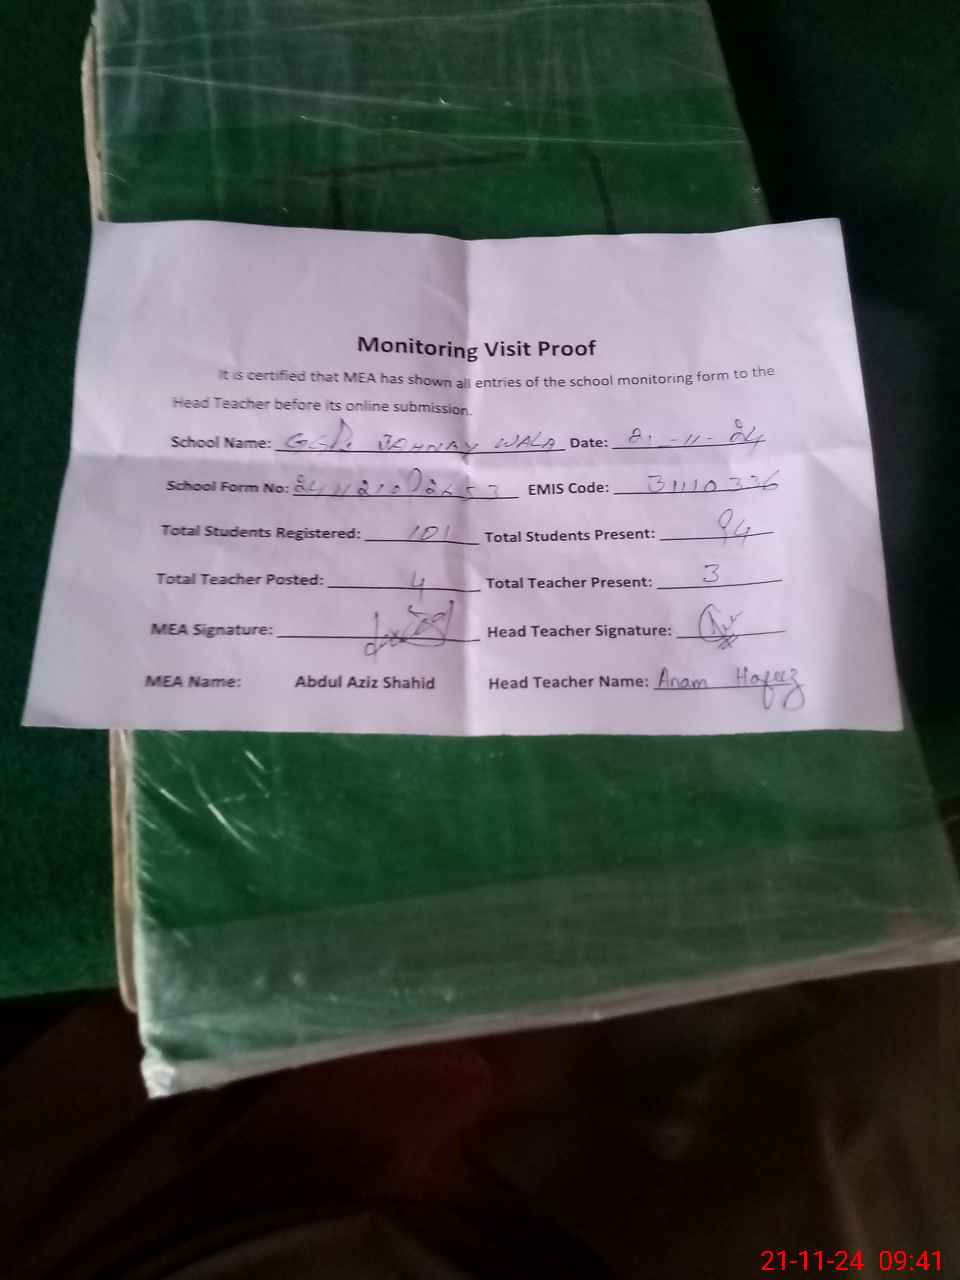 Monitoring Visit Proof
It is certified that MEA has shown all entries of the school monitoring form to the
Head Teacher before its online submission.
School Name: WALA Date: 21-11-24
School Form No: EMIS Code: 31110336
Total Students Registered: 101 Total Students Present: 94
Total Teacher Posted: 4 Total Teacher Present: 3
MEA Signature: Head Teacher Signature:
MEA Name: Abdul Aziz Shahid Head Teacher Name: Anam Hafeez
21-11-24 09:41